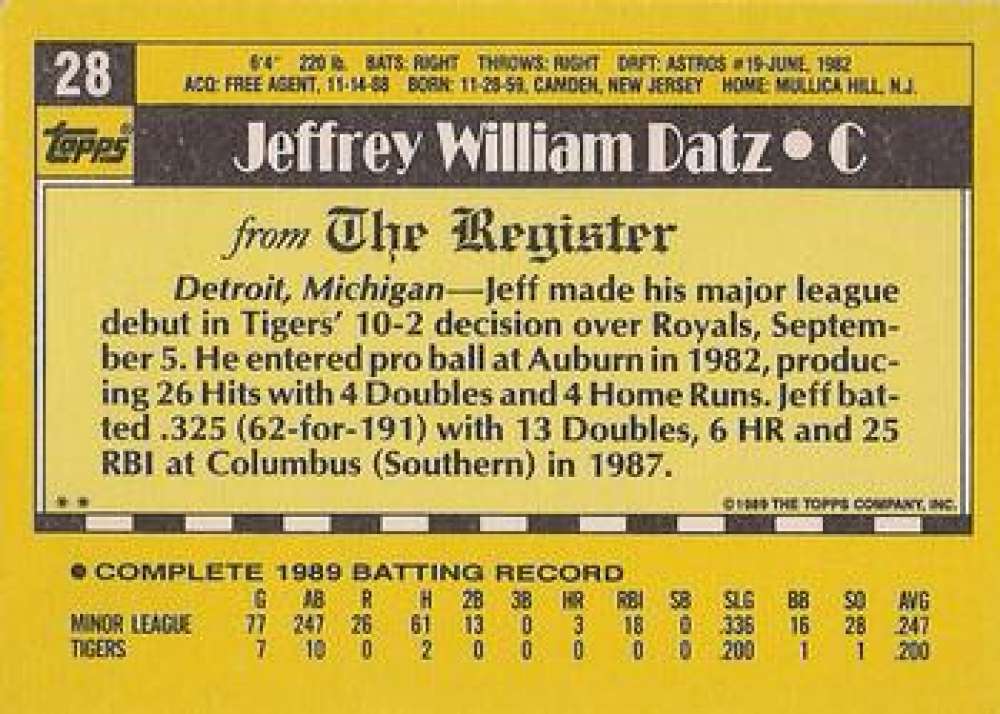 28
6'4" 220 lb. BATS: RIGHT THROWS: RIGHT DRFT: ASTROS #19-JUNE, 1982
ACQ: FREE AGENT, 11-14-88 BORN: 11-28-59, CAMDEN, NEW JERSEY HOME: MULLICA HILL, N.J.
Topps®
Jeffrey William Datz • C
from The Register
Detroit, Michigan—Jeff made his major league
debut in Tigers' 10-2 decision over Royals, Septem-
ber 5. He entered pro ball at Auburn in 1982, produc-
ing 26 Hits with 4 Doubles and 4 Home Runs. Jeff bat-
ted .325 (62-for-191) with 13 Doubles, 6 HR and 25
RBI at Columbus (Southern) in 1987.
* * ©1989 THE TOPPS COMPANY, INC.
• COMPLETE 1989 BATTING RECORD
G AB R H 2B 3B HR RBI SB SLG BB SO AVG
MINOR LEAGUE 77 247 26 61 13 0 3 18 0 .336 16 28 .247
TIGERS 7 10 0 2 0 0 0 0 0 .200 1 1 .200